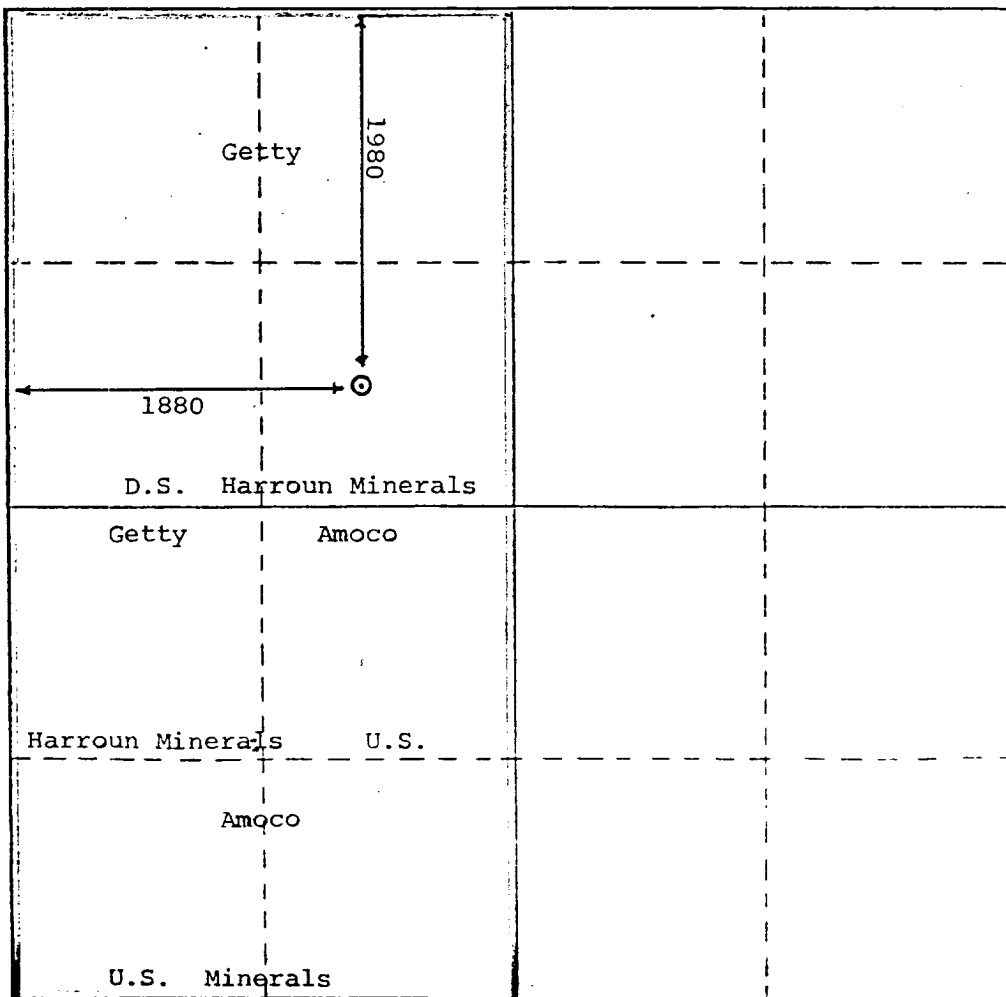 Getty
1980
1880
D.S. Harroun Minerals
Getty Amoco
Harroun Minerals U.S.
Amoco
U.S. Minerals